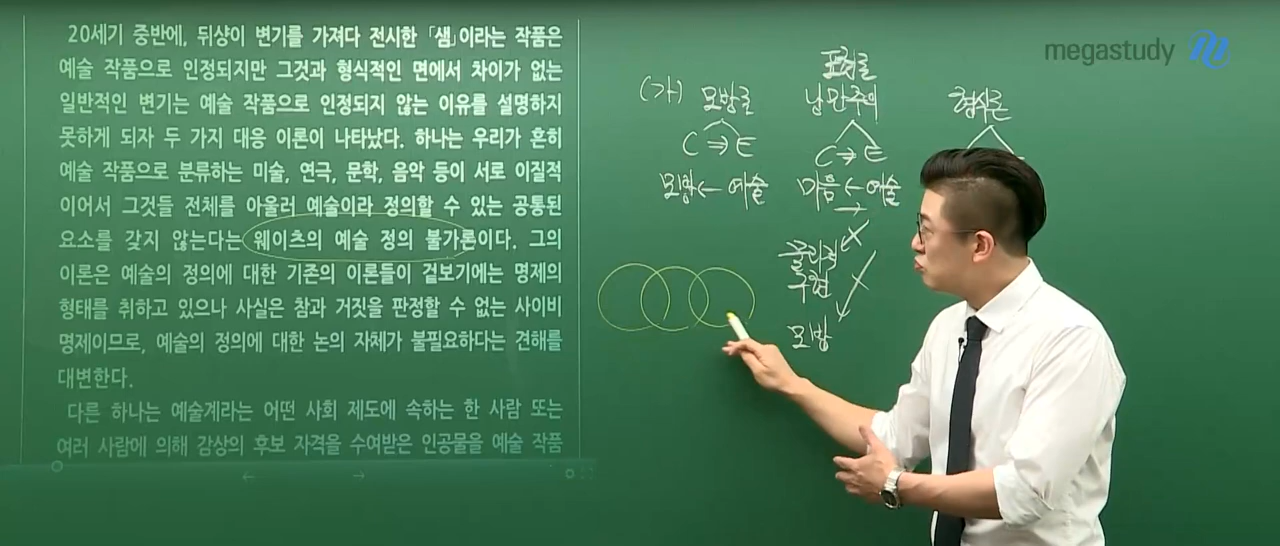 20세기 중반에, 뒤샹이 변기를 가져다 전시한 「샘」이라는 작품은
예술 작품으로 인정되지만 그것과 형식적인 면에서 차이가 없는
일반적인 변기는 예술 작품으로 인정되지 않는 이유를 설명하지
못하게 되자 두 가지 대응 이론이 나타났다. 하나는 우리가 흔히
예술 작품으로 분류하는 미술, 연극, 문학, 음악 등이 서로 이질적
이어서 그것들 전체를 아울러 예술이라 정의할 수 있는 공통된
요소를 갖지 않는다는 웨이츠의 예술 정의 불가론이다. 그의
이론은 예술의 정의에 대한 기존의 이론들이 겉보기에는 명제의
형태를 취하고 있으나 사실은 참과 거짓을 판정할 수 없는 사이비
명제이므로, 예술의 정의에 대한 논의 자체가 불필요하다는 견해를
대변한다.
다른 하나는 예술계라는 어떤 사회 제도에 속하는 한 사람 또는
여러 사람에 의해 감상의 후보 자격을 수여받은 인공물을 예술 작품
megastudy
표현론
(가) 모방론 낭만주의 형식론
C ⇒ E C ⇒ E
모방 ← 예술 마음 ← 예술
→
모방